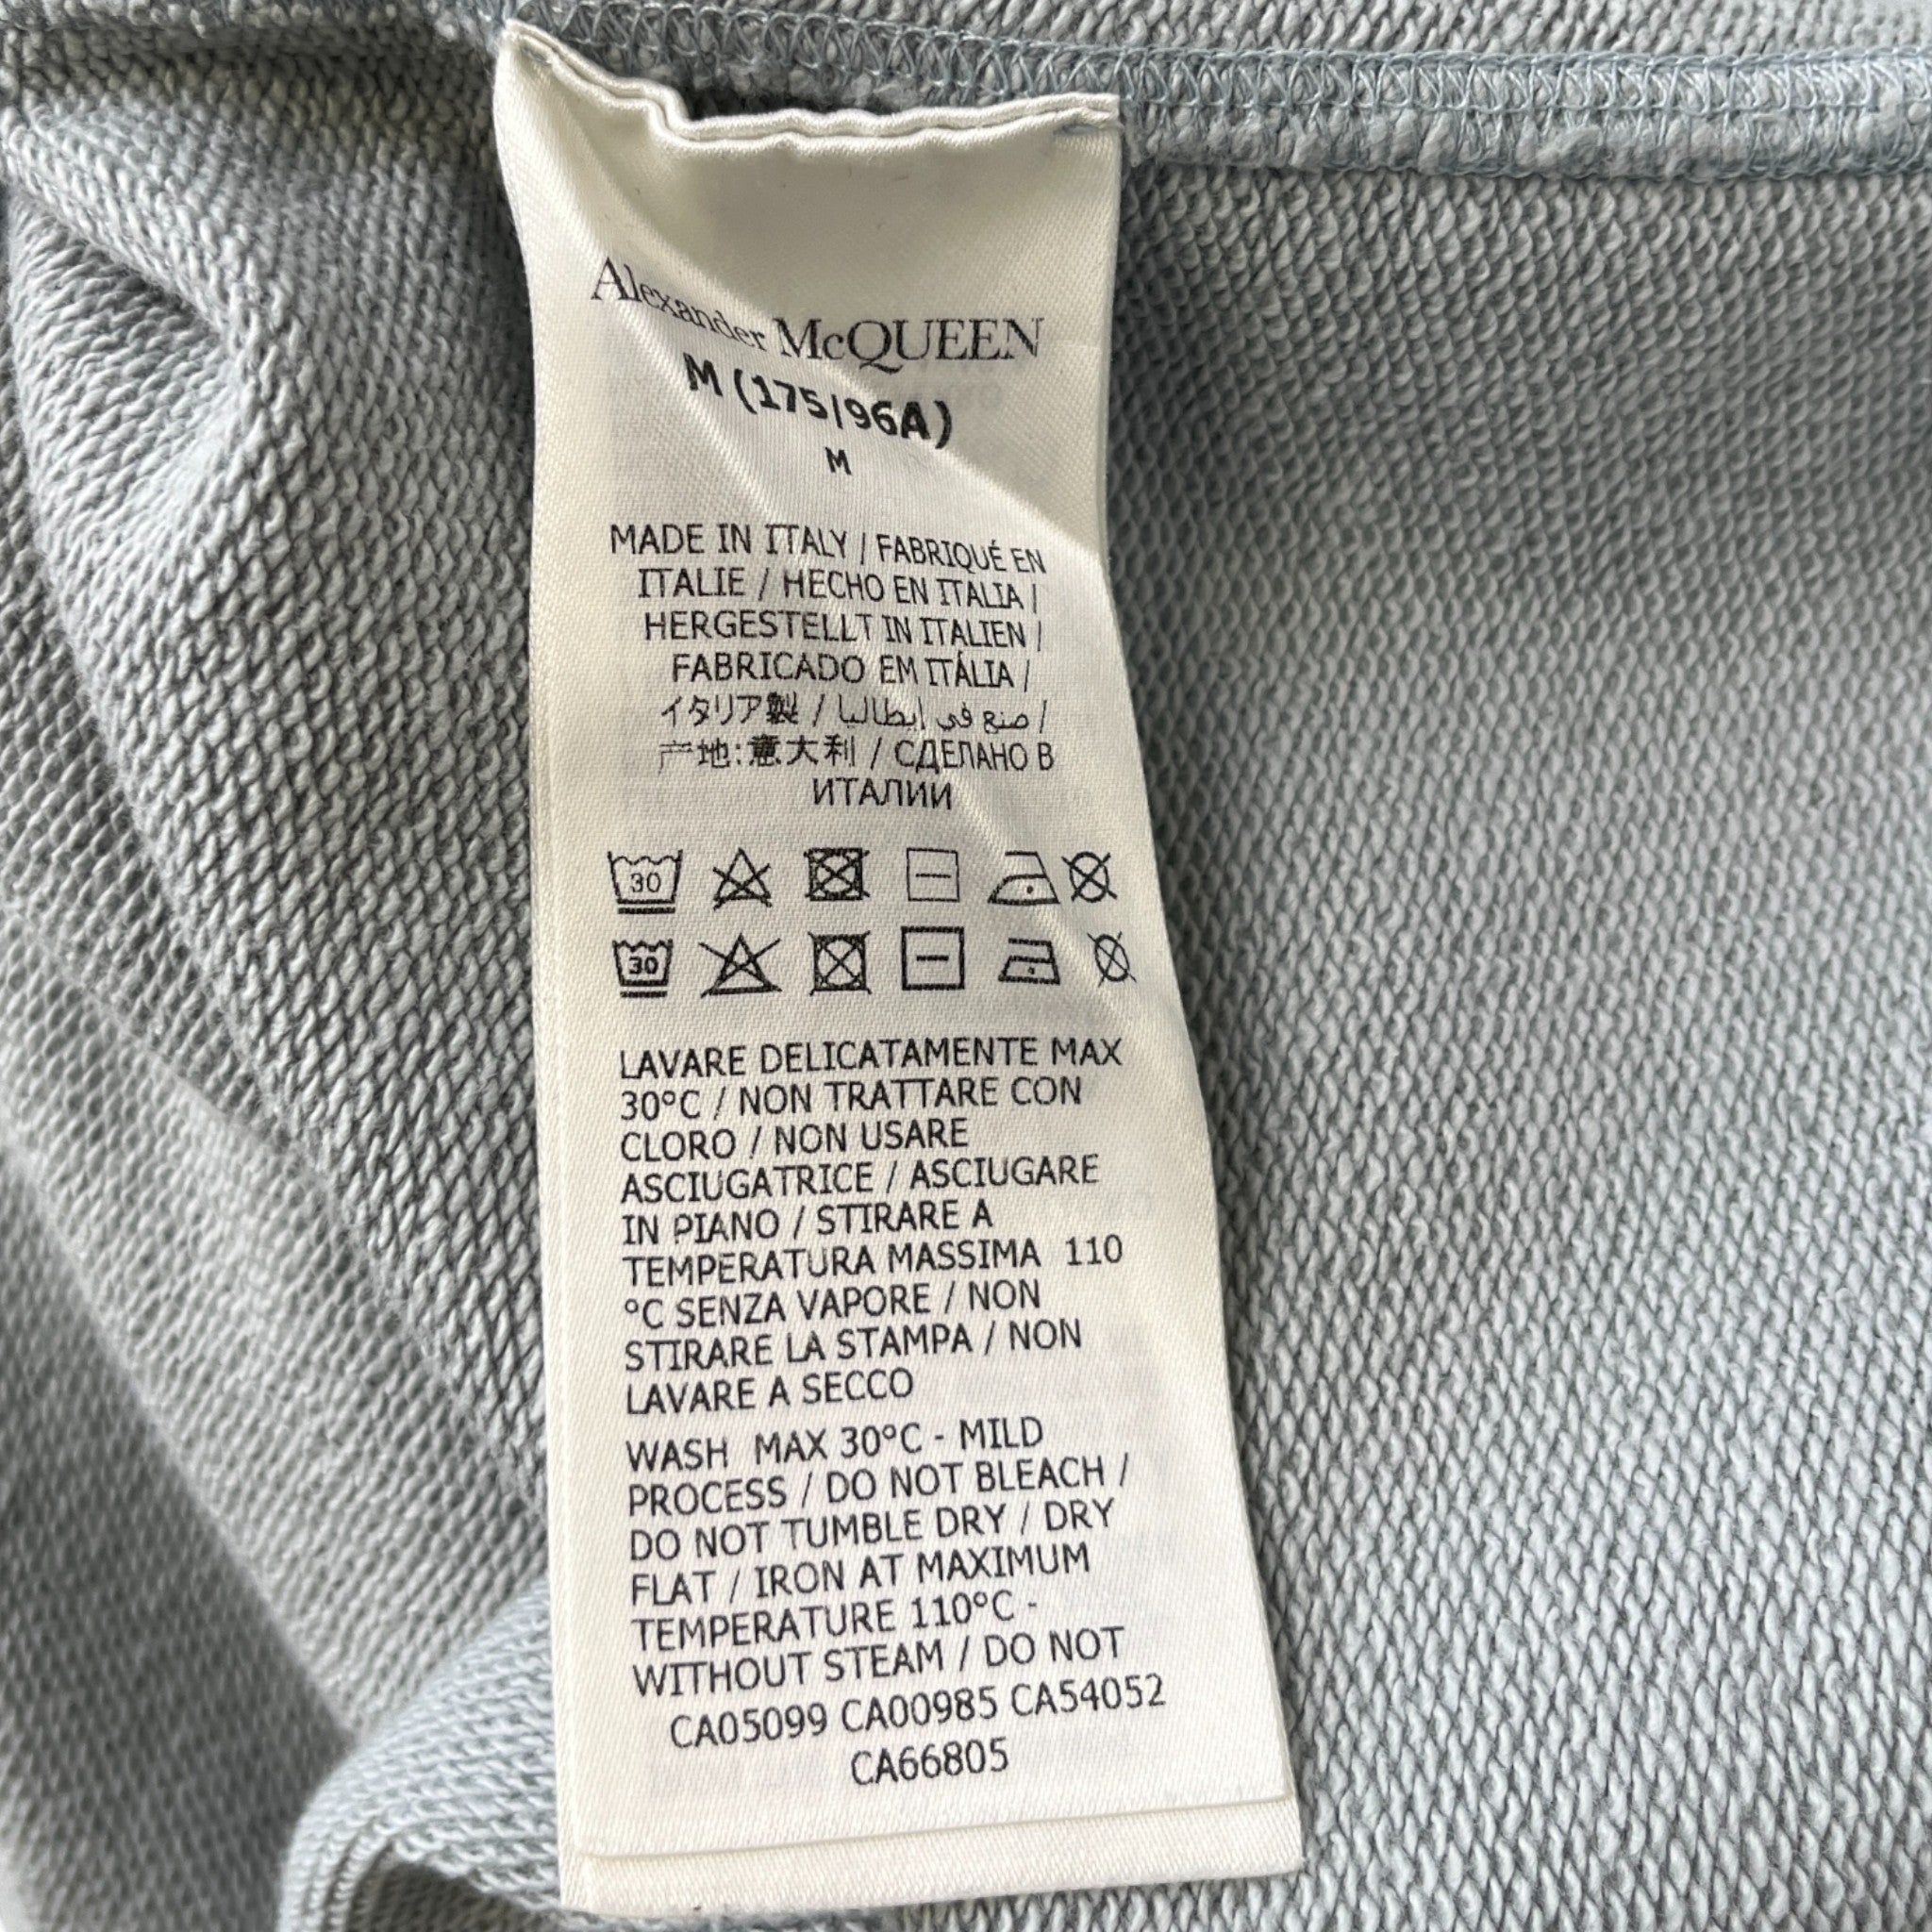 Alexander McQUEEN
M (175/96A)
M
MADE IN ITALY / FABRIQUÉ EN
ITALIE / HECHO EN ITALIA /
HERGESTELLT IN ITALIEN /
FABRICADO EM ITÁLIA /
イタリア製 / صنع في إيطاليا /
产地:意大利 / СДЕЛАНО В
ИТАЛИИ
30
30
LAVARE DELICATAMENTE MAX
30°C / NON TRATTARE CON
CLORO / NON USARE
ASCIUGATRICE / ASCIUGARE
IN PIANO / STIRARE A
TEMPERATURA MASSIMA 110
°C SENZA VAPORE / NON
STIRARE LA STAMPA / NON
LAVARE A SECCO
WASH MAX 30°C - MILD
PROCESS / DO NOT BLEACH /
DO NOT TUMBLE DRY / DRY
FLAT / IRON AT MAXIMUM
TEMPERATURE 110°C -
WITHOUT STEAM / DO NOT
CA05099 CA00985 CA54052
CA66805